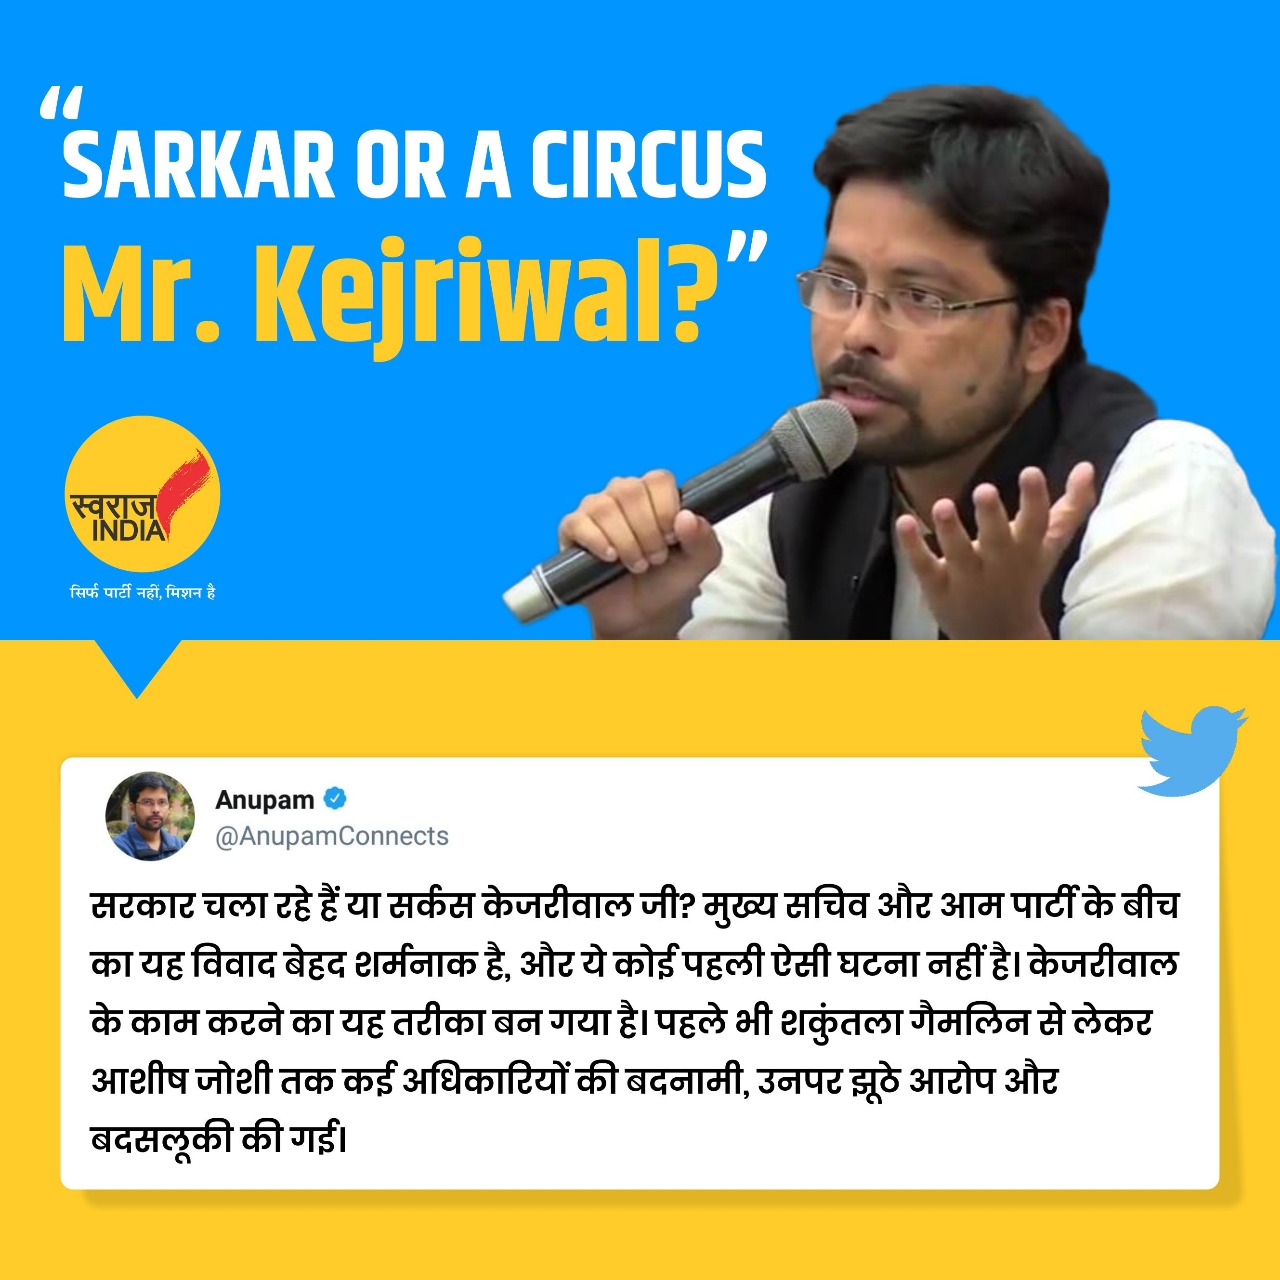 “SARKAR OR A CIRCUS
Mr. Kejriwal?”
स्वराज
INDIA
सिर्फ पार्टी नहीं, मिशन है
Anupam
@AnupamConnects
सरकार चला रहे हैं या सर्कस केजरीवाल जी? मुख्य सचिव और आम पार्टी के बीच
का यह विवाद बेहद शर्मनाक है, और ये कोई पहली ऐसी घटना नहीं है। केजरीवाल
के काम करने का यह तरीका बन गया है। पहले भी शकुंतला गैमलिन से लेकर
आशीष जोशी तक कई अधिकारियों की बदनामी, उनपर झूठे आरोप और
बदसलूकी की गई।